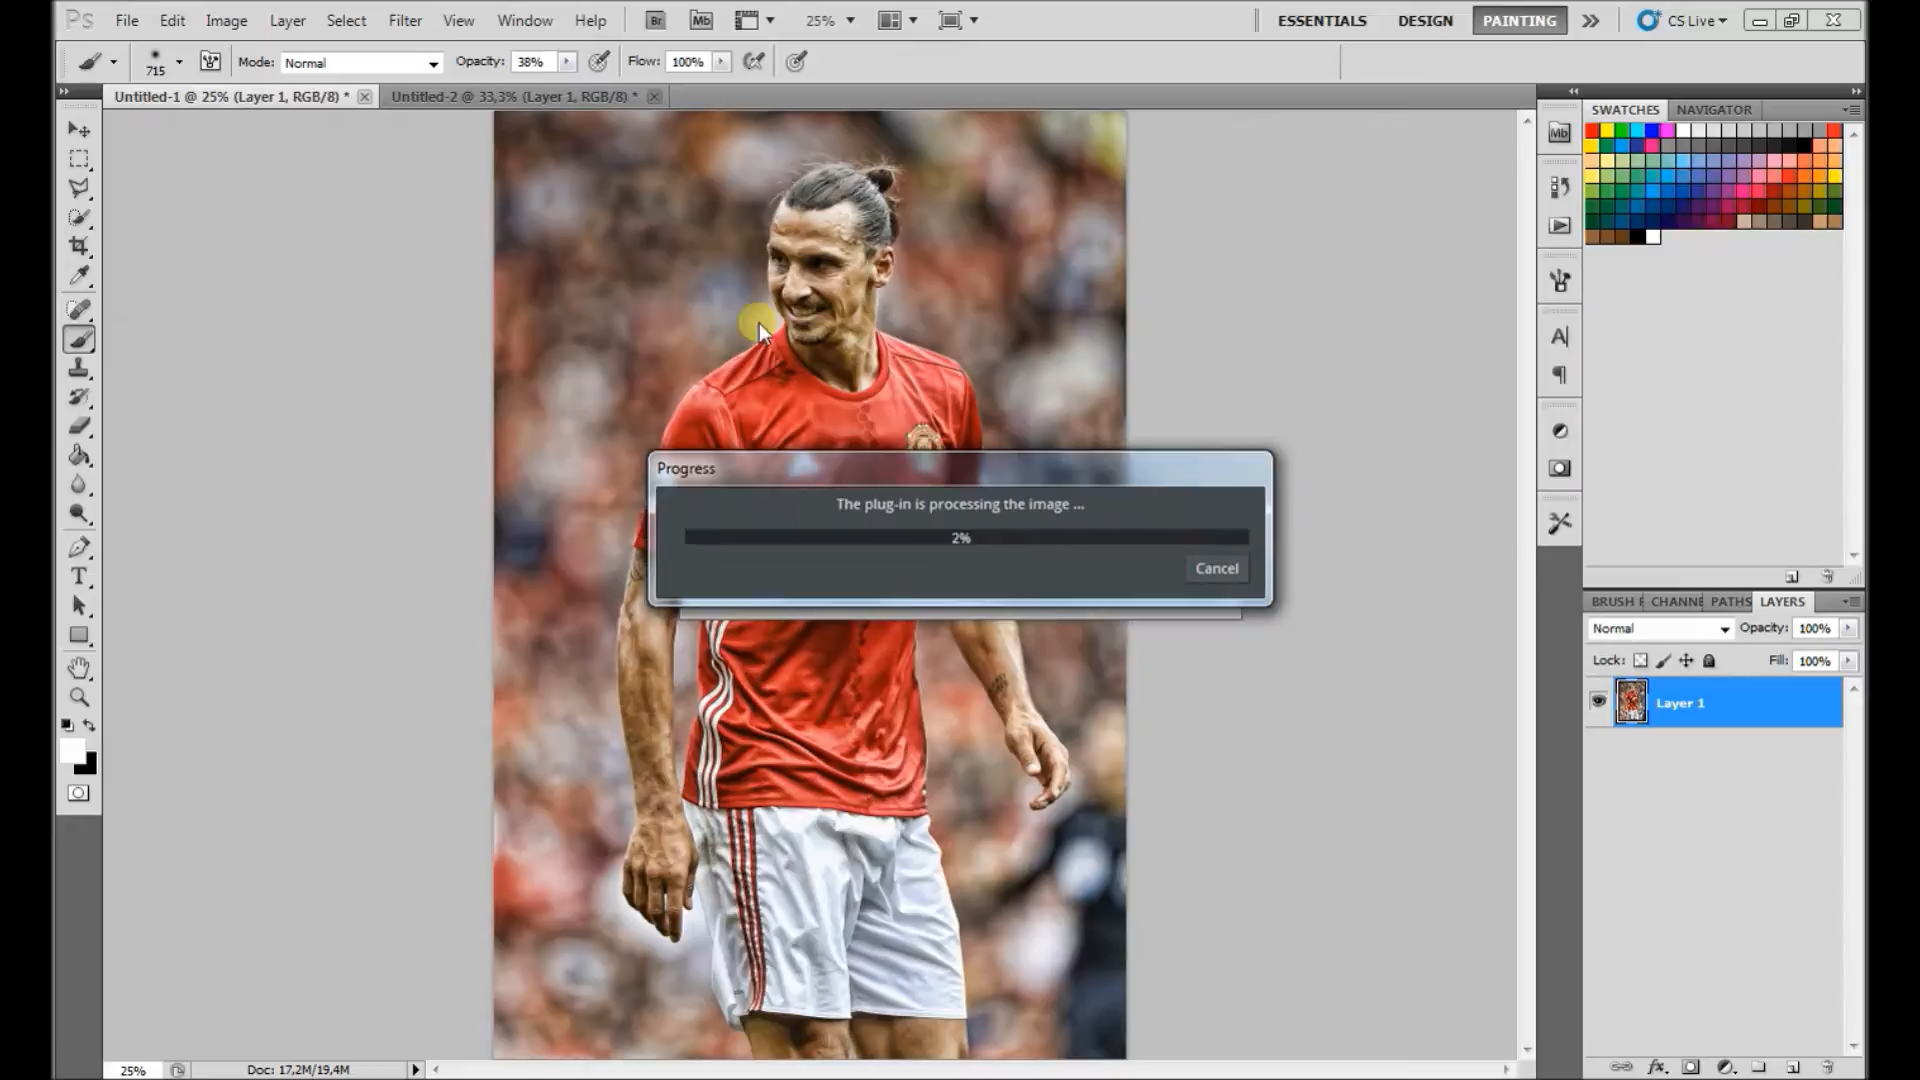 Ps File Edit Image Layer Select Filter View Window Help Br Mb 25% ESSENTIALS DESIGN PAINTING CS Live
715 Mode: Normal Opacity: 38% Flow: 100%
Untitled-1 @ 25% (Layer 1, RGB/8) * Untitled-2 @ 33,3% (Layer 1, RGB/8) *
SWATCHES NAVIGATOR
Mb
A
Progress
The plug-in is processing the image ...
2%
Cancel
T
BRUSH CHANNE PATHS LAYERS
Normal Opacity: 100%
Lock: Fill: 100%
Layer 1
25% Doc: 17,2M/19,4M
fx